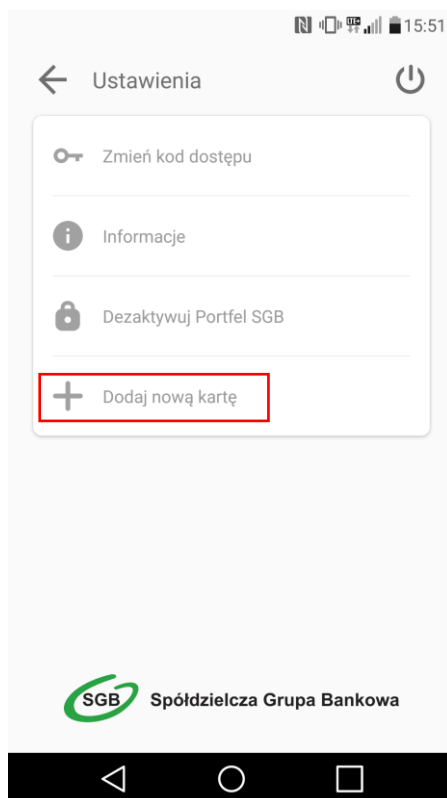 15:51
Ustawienia
Zmień kod dostępu
Informacje
Dezaktywuj Portfel SGB
Dodaj nową kartę
SGB Spółdzielcza Grupa Bankowa